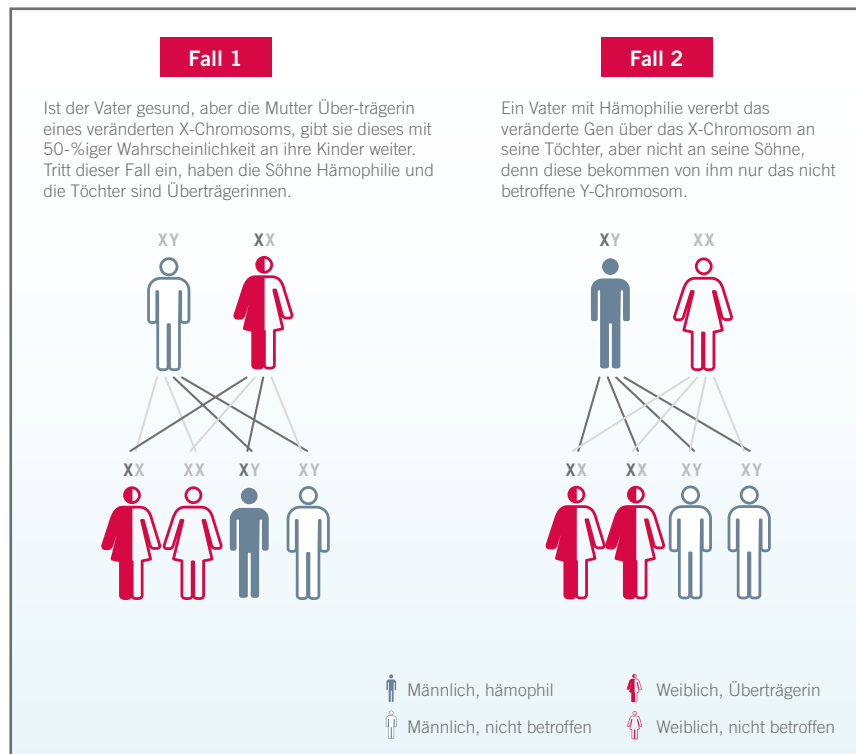 Fall 1
Ist der Vater gesund, aber die Mutter Über-trägerin
eines veränderten X-Chromosoms, gibt sie dieses mit
50-%iger Wahrscheinlichkeit an ihre Kinder weiter.
Tritt dieser Fall ein, haben die Söhne Hämophilie und
die Töchter sind Überträgerinnen.
XY XX
XX XX XY XY
Fall 2
Ein Vater mit Hämophilie vererbt das
veränderte Gen über das X-Chromosom an
seine Töchter, aber nicht an seine Söhne,
denn diese bekommen von ihm nur das nicht
betroffene Y-Chromosom.
XY XX
XX XX XY XY
Männlich, hämophil
Männlich, nicht betroffen
Weiblich, Überträgerin
Weiblich, nicht betroffen